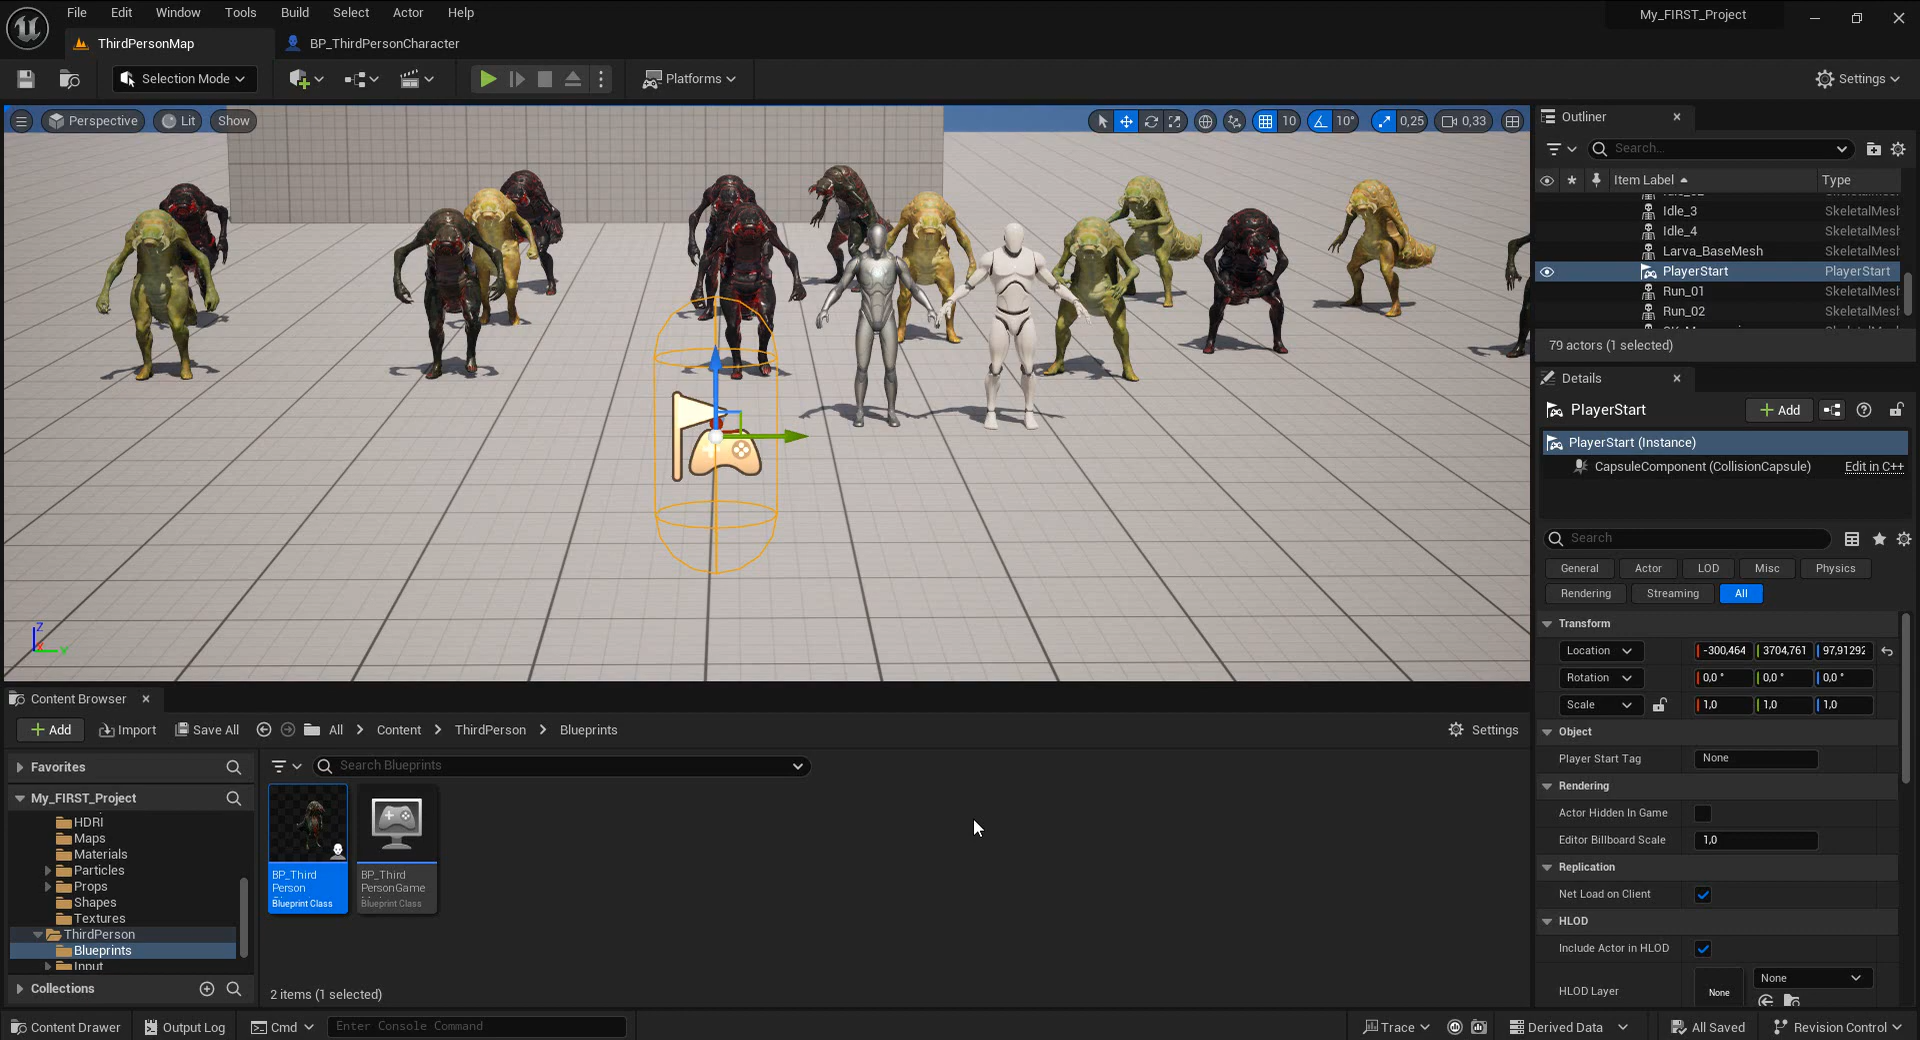 File Edit Window Tools Build Select Actor Help
My_FIRST_Project
ThirdPersonMap
BP_ThirdPersonCharacter
Selection Mode
Platforms
Settings
Perspective
Lit
Show
10
10°
0,25
0,33
Z
Y
Outliner
Search...
Item Label
Type
Idle_3 SkeletalMesh
Idle_4 SkeletalMesh
Larva_BaseMesh SkeletalMesh
PlayerStart PlayerStart
Run_01 SkeletalMesh
Run_02 SkeletalMesh
79 actors (1 selected)
Details
PlayerStart
Add
PlayerStart (Instance)
CapsuleComponent (CollisionCapsule) Edit in C++
Search
General Actor LOD Misc Physics
Rendering Streaming All
Transform
Location -300,464 3704,761 97,91292
Rotation 0,0 ° 0,0 ° 0,0 °
Scale 1,0 1,0 1,0
Object
Player Start Tag None
Rendering
Actor Hidden In Game
Editor Billboard Scale 1,0
Replication
Net Load on Client
HLOD
Include Actor in HLOD
HLOD Layer None None
Content Browser
Add Import Save All All Content ThirdPerson Blueprints Settings
Favorites
My_FIRST_Project
HDRI
Maps
Materials
Particles
Props
Shapes
Textures
ThirdPerson
Blueprints
Input
Collections
Search Blueprints
BP_Third
Person
Blueprint Class
BP_Third
PersonGame
Blueprint Class
2 items (1 selected)
Content Drawer Output Log Cmd Enter Console Command Trace Derived Data All Saved Revision Control